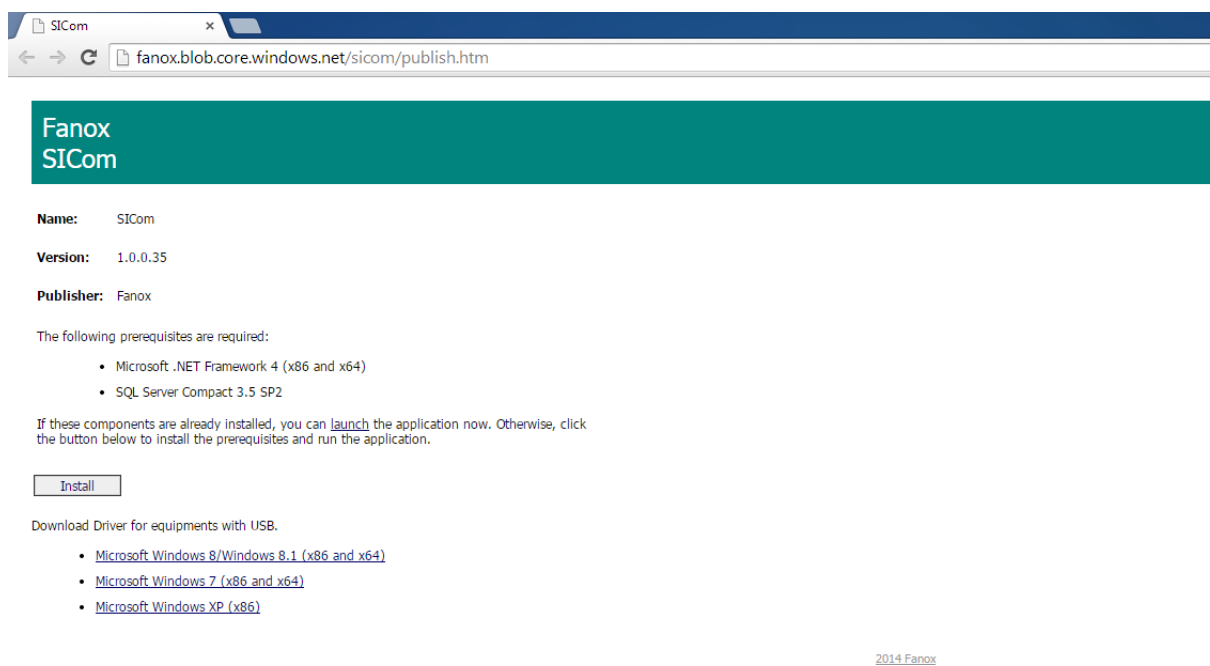 SICom
fanox.blob.core.windows.net/sicom/publish.htm
Fanox
SICom
Name: SICom
Version: 1.0.0.35
Publisher: Fanox
The following prerequisites are required:
• Microsoft .NET Framework 4 (x86 and x64)
• SQL Server Compact 3.5 SP2
If these components are already installed, you can launch the application now. Otherwise, click
the button below to install the prerequisites and run the application.
Install
Download Driver for equipments with USB.
• Microsoft Windows 8/Windows 8.1 (x86 and x64)
• Microsoft Windows 7 (x86 and x64)
• Microsoft Windows XP (x86)
2014 Fanox